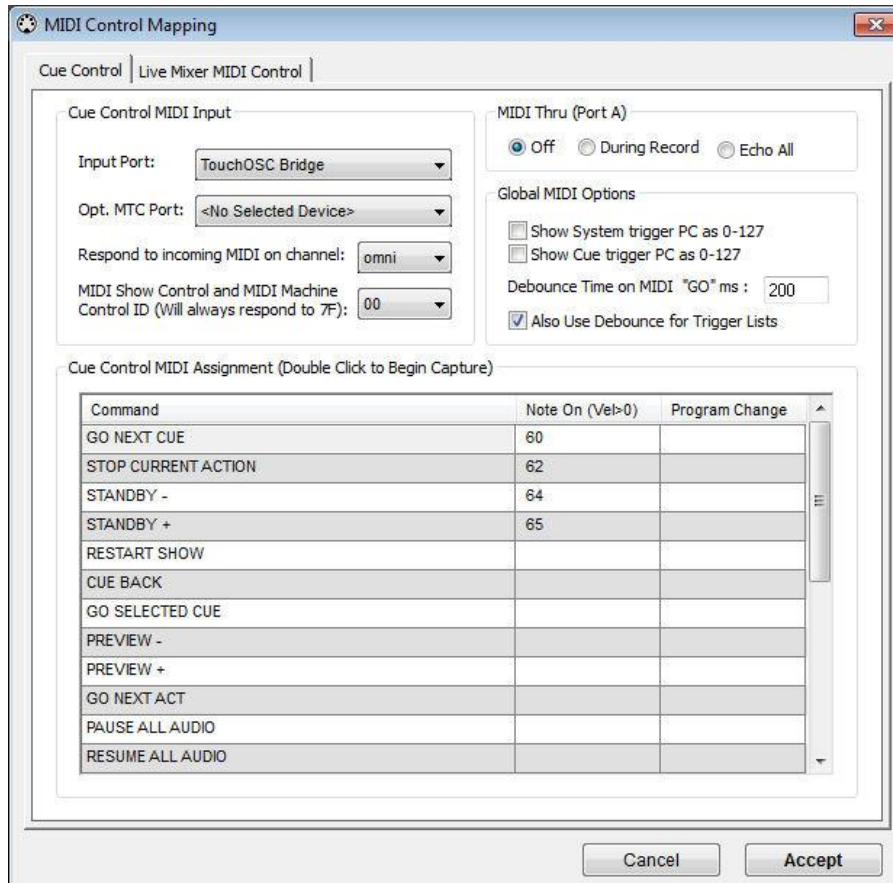 MIDI Control Mapping
Cue Control
Live Mixer MIDI Control
Cue Control MIDI Input
Input Port: TouchOSC Bridge
Opt. MTC Port: <No Selected Device>
Respond to incoming MIDI on channel: omni
MIDI Show Control and MIDI Machine
Control ID (Will always respond to 7F): 00
MIDI Thru (Port A)
Off During Record Echo All
Global MIDI Options
Show System trigger PC as 0-127
Show Cue trigger PC as 0-127
Debounce Time on MIDI "GO" ms : 200
Also Use Debounce for Trigger Lists
Cue Control MIDI Assignment (Double Click to Begin Capture)
Command Note On (Vel>0) Program Change
GO NEXT CUE 60
STOP CURRENT ACTION 62
STANDBY - 64
STANDBY + 65
RESTART SHOW
CUE BACK
GO SELECTED CUE
PREVIEW -
PREVIEW +
GO NEXT ACT
PAUSE ALL AUDIO
RESUME ALL AUDIO
Cancel Accept